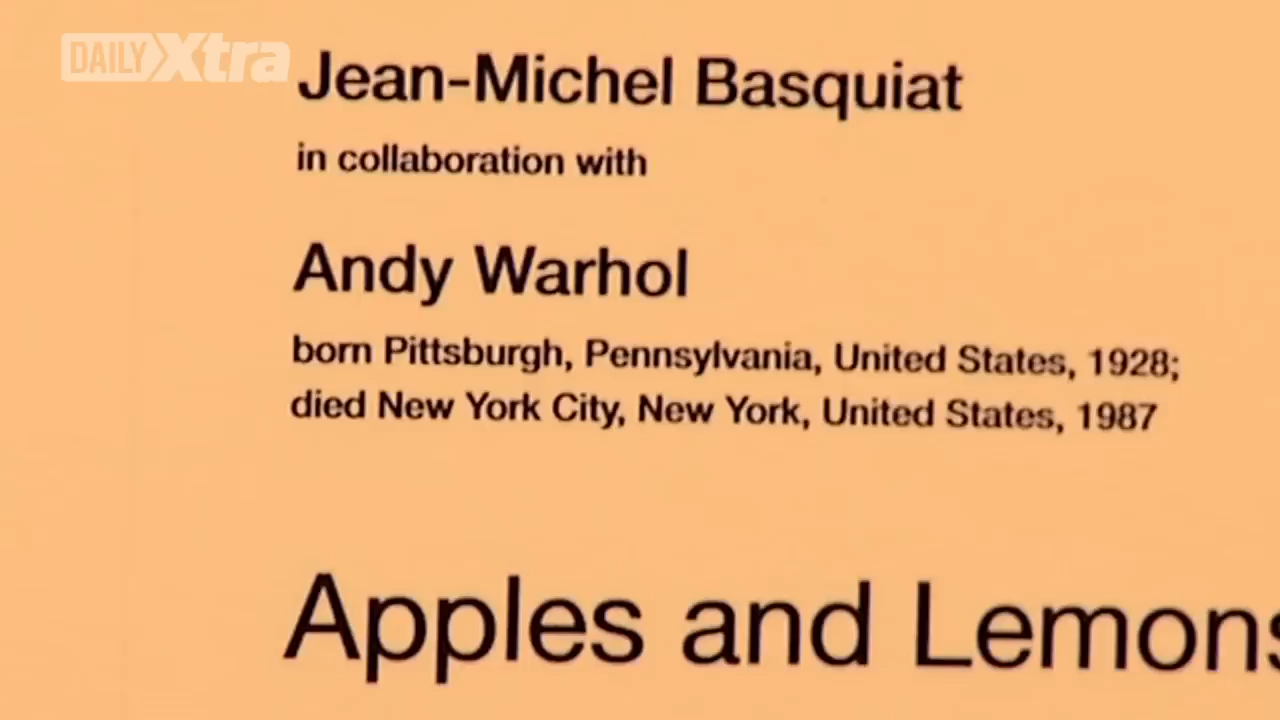 DAILY Xtra
Jean-Michel Basquiat
in collaboration with
Andy Warhol
born Pittsburgh, Pennsylvania, United States, 1928;
died New York City, New York, United States, 1987
Apples and Lemons